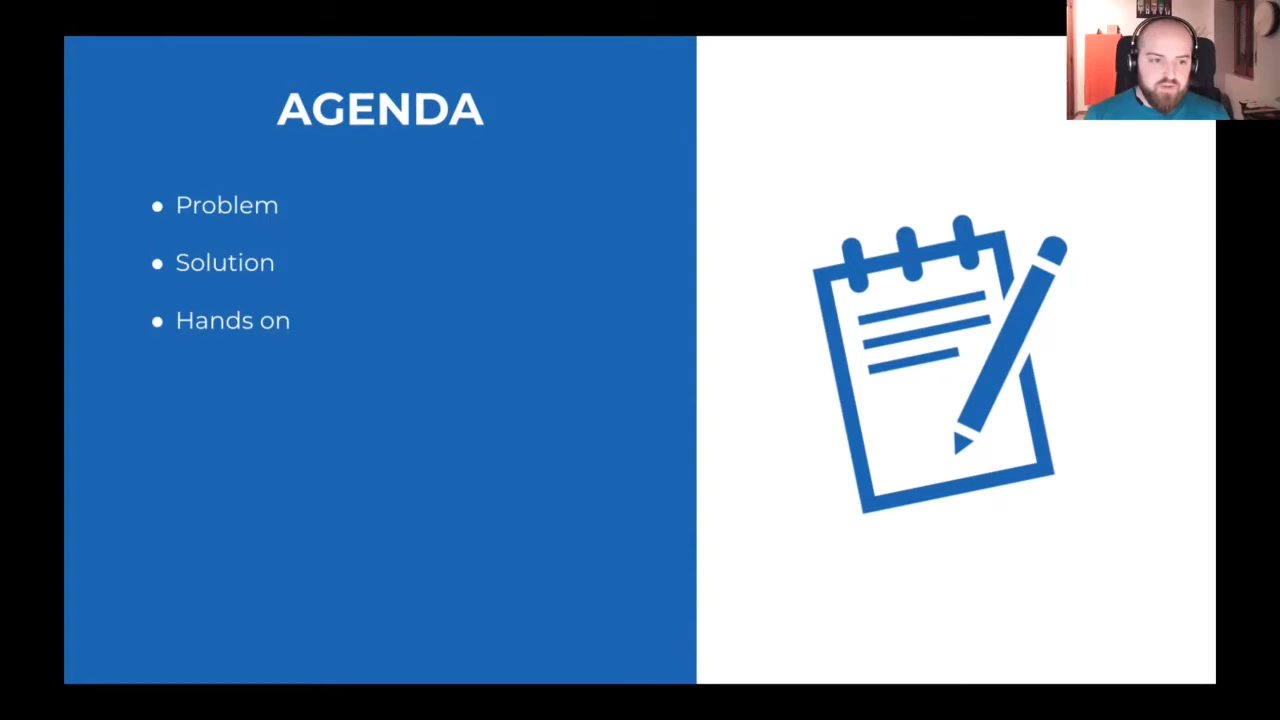 AGENDA
● Problem
● Solution
● Hands on